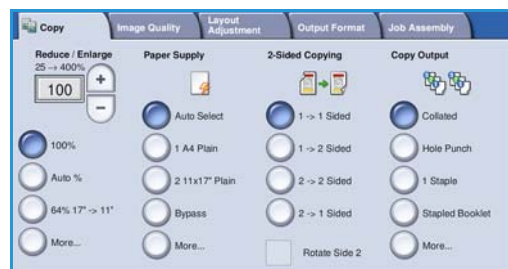 Copy
Image Quality
Layout
Adjustment
Output Format
Job Assembly
Reduce / Enlarge
25 → 400%
100
+
−
100%
Auto %
64% 17" -> 11"
More...
Paper Supply
Auto Select
1 A4 Plain
2 11x17" Plain
Bypass
More...
2-Sided Copying
1 -> 1 Sided
1 -> 2 Sided
2 -> 2 Sided
2 -> 1 Sided
Rotate Side 2
Copy Output
Collated
Hole Punch
1 Staple
Stapled Booklet
More...